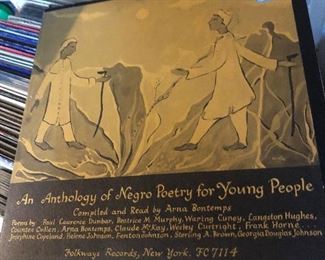 An Anthology of Negro Poetry for Young People
Compiled and Read by Arna Bontemps
Poems by Paul Laurence Dunbar, Beatrice M. Murphy, Waring Cuney, Langston Hughes,
Countee Cullen, Arna Bontemps, Claude McKay, Wesley Curtright, Frank Horne...
Josephine Copeland, Helene Johnson, Fenton Johnson, Sterling A. Brown, Georgia Douglas Johnson
Folkways Records, New York. FC 7114